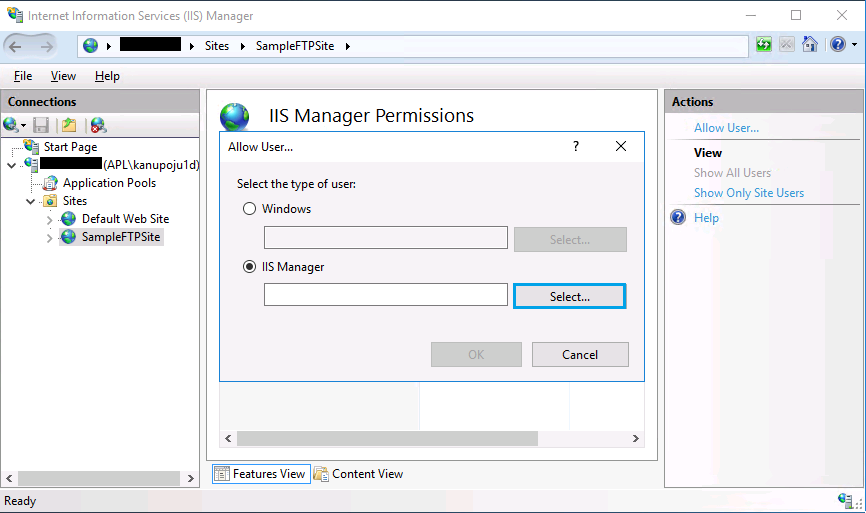 Internet Information Services (IIS) Manager
Sites
SampleFTPSite
File View Help
Connections
Start Page
(APL\kanupoju1d)
Application Pools
Sites
Default Web Site
SampleFTPSite
IIS Manager Permissions
Allow User...
?
Select the type of user:
Windows
Select...
IIS Manager
Select...
OK
Cancel
Features View
Content View
Actions
Allow User...
View
Show All Users
Show Only Site Users
Help
Ready